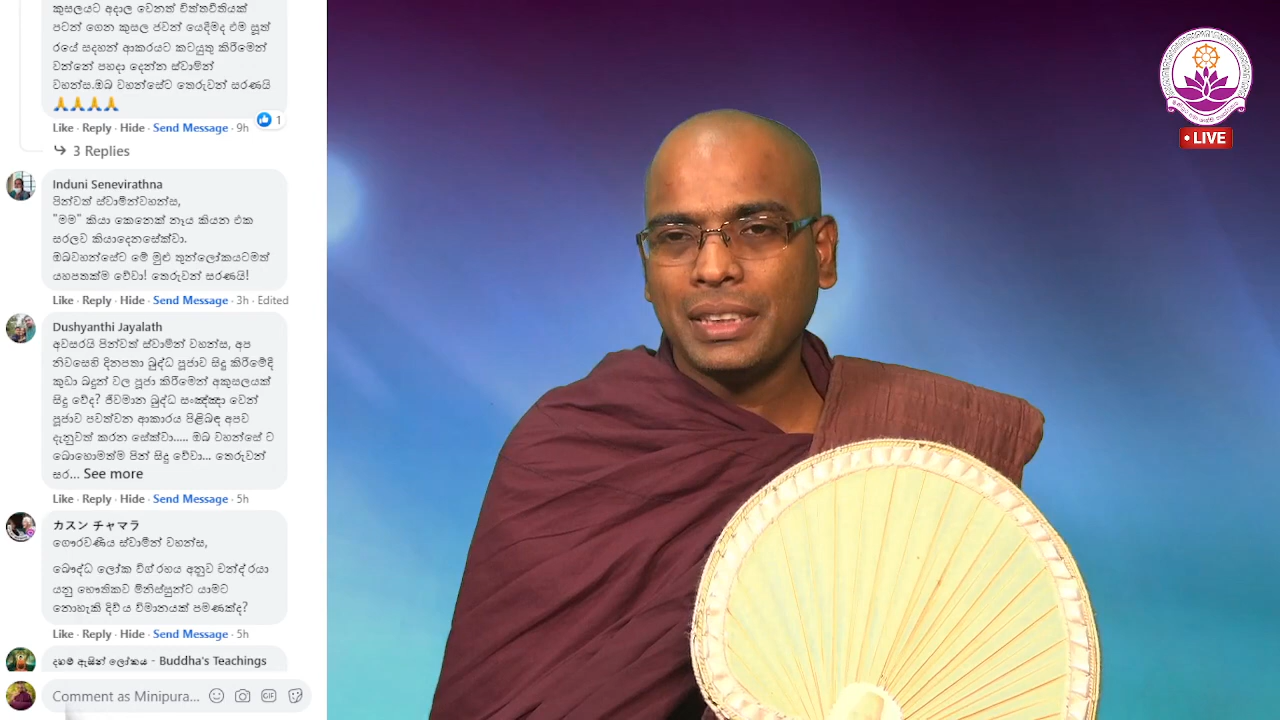 කුසලයට අදාල වෙනත් චිත්තවීතියක්
පටන් ගෙන කුසල ජවන් යෙදීමද එම සූත්
රයේ සදහන් ආකරයට කටයුතු කිරීමෙන්
වන්නේ පහදා දෙන්න ස්වාමින්
වහන්ස.ඔබ වහන්සේට තෙරුවන් සරණයි
🙏🙏🙏🙏
1
Like · Reply · Hide · Send Message · 9h
3 Replies
Induni Senevirathna
පින්වත් ස්වාමින්වහන්ස,
"මම" කියා කෙනෙක් නැය කියන එක
සරලව කියාදෙනසේක්වා.
ඔබවහන්සේට මේ මුළු තුන්ලෝකයටමත්
යහපතක්ම වේවා! තෙරුවන් සරණයි!
Like · Reply · Hide · Send Message · 3h · Edited
Dushyanthi Jayalath
අවසරයි පින්වත් ස්වාමින් වහන්ස, අප
නිවසෙහි දිනපතා බුද්ධ පූජාව සිදු කිරීමේදී
කුඩා බදුන් වල පූජා කිරීමෙන් අකුසලයක්
සිදු වේද? ජීවමාන බුද්ධ සංඤ්ඤා වෙන්
පූජාව පවත්වන ආකාරය පිළිබඳ අපව
දැනුවත් කරන සේක්වා..... ඔබ වහන්සේ ට
බොහොමත්ම පින් සිදු වේවා... තෙරුවන්
සර... See more
Like · Reply · Hide · Send Message · 5h
カスン チャマラ
ගෞරවණීය ස්වාමීන් වහන්ස,
බෞද්ධ ලෝක විග්‍රහය අනුව චන්ද්‍රයා
යනු භෞතිකව මිනිස්සුන්ට යාමට
නොහැකි දිව්‍ය විමානයක් පමණක්ද?
Like · Reply · Hide · Send Message · 5h
දහම් ඇසින් ලෝකය - Buddha's Teachings
Comment as Minipura...
GIF
LIVE